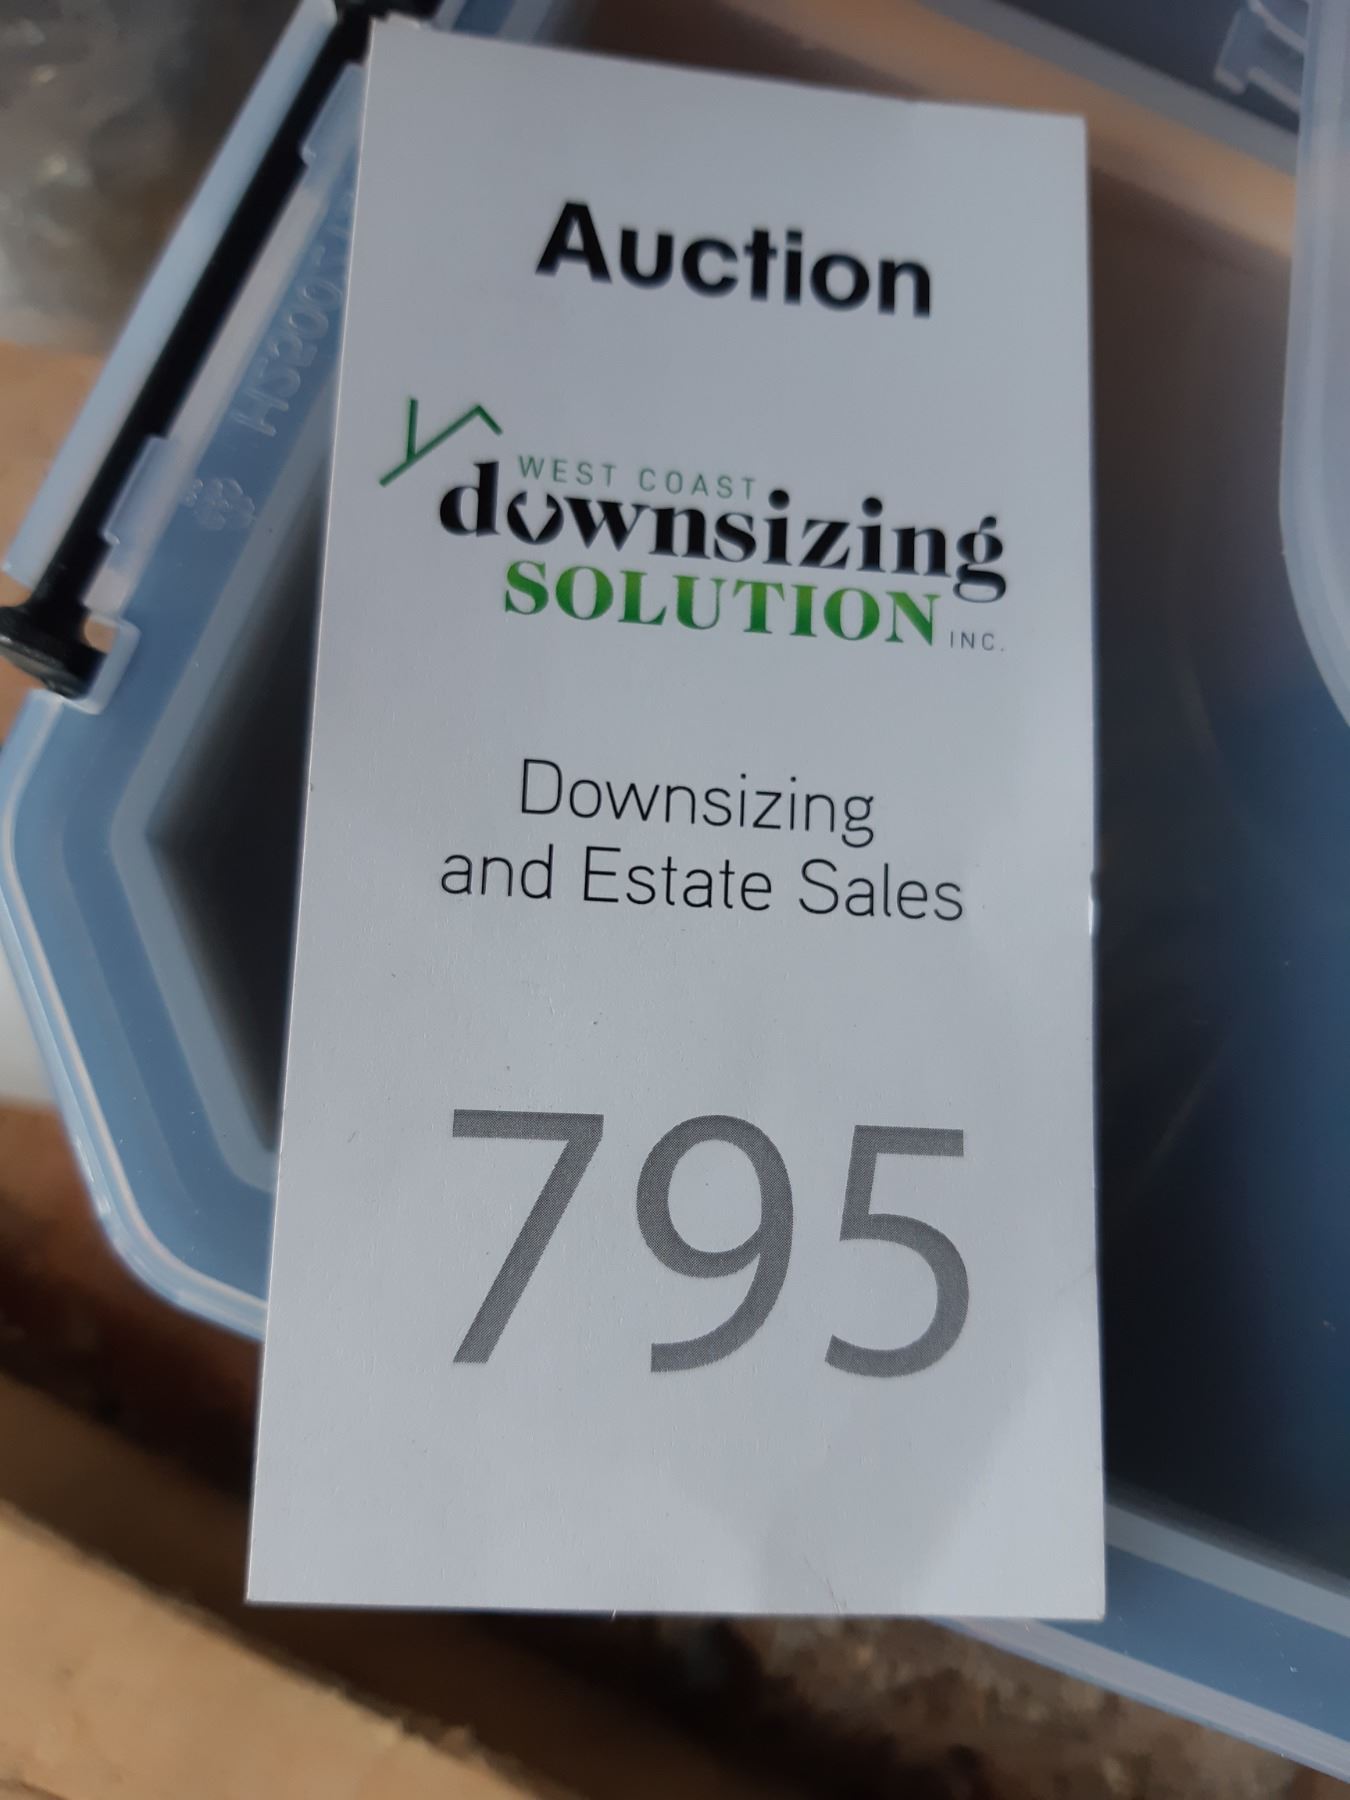 Auction
WEST COAST
downsizing
SOLUTION INC.
Downsizing
and Estate Sales
795